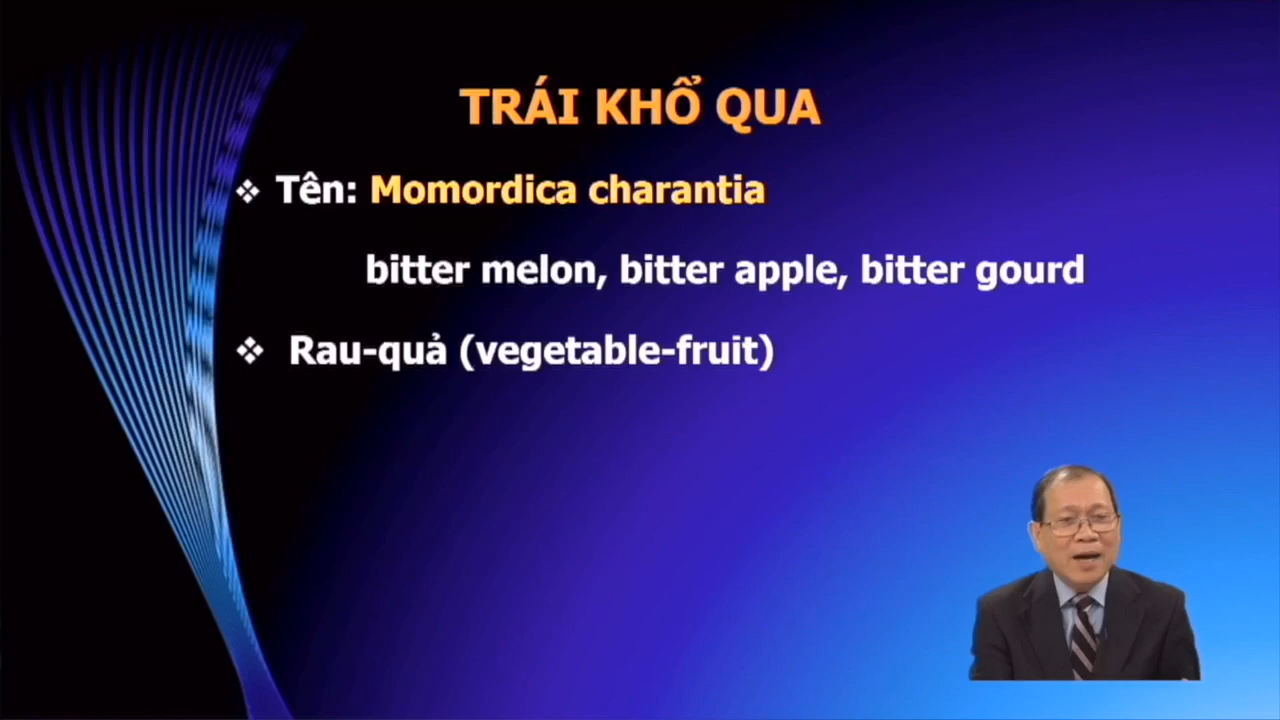 TRÁI KHỔ QUA
❖ Tên: Momordica charantia
bitter melon, bitter apple, bitter gourd
❖ Rau-quả (vegetable-fruit)